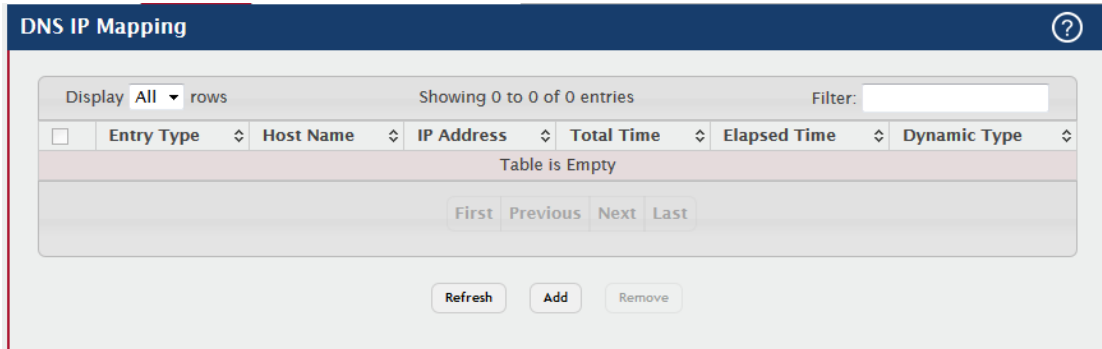 DNS IP Mapping ?
Display All rows Showing 0 to 0 of 0 entries Filter:
Entry Type Host Name IP Address Total Time Elapsed Time Dynamic Type
Table is Empty
First Previous Next Last
Refresh Add Remove